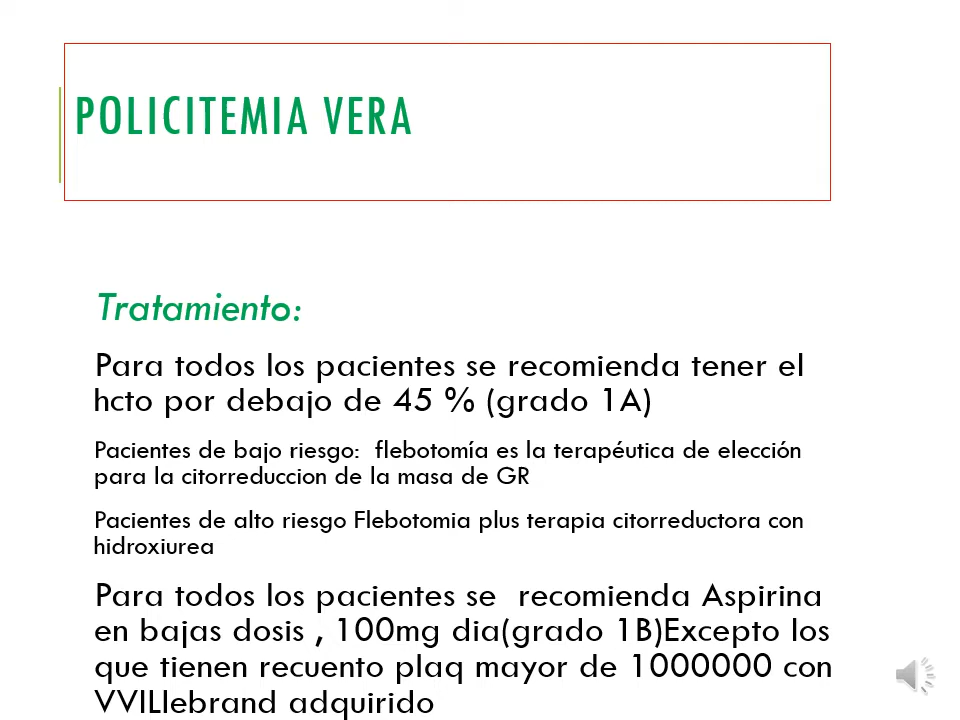 POLICITEMIA VERA
Tratamiento:
Para todos los pacientes se recomienda tener el
hcto por debajo de 45 % (grado 1A)
Pacientes de bajo riesgo:  flebotomía es la terapéutica de elección
para la citorreduccion de la masa de GR
Pacientes de alto riesgo Flebotomia plus terapia citorreductora con
hidroxiurea
Para todos los pacientes se  recomienda Aspirina
en bajas dosis , 100mg dia(grado 1B)Excepto los
que tienen recuento plaq mayor de 1000000 con
VVILlebrand adquirido